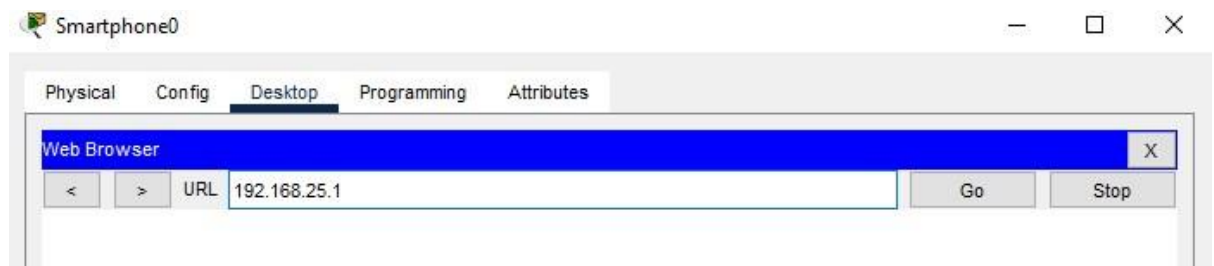 Smartphone0
Physical Config Desktop Programming Attributes
Web Browser X
< > URL 192.168.25.1 Go Stop